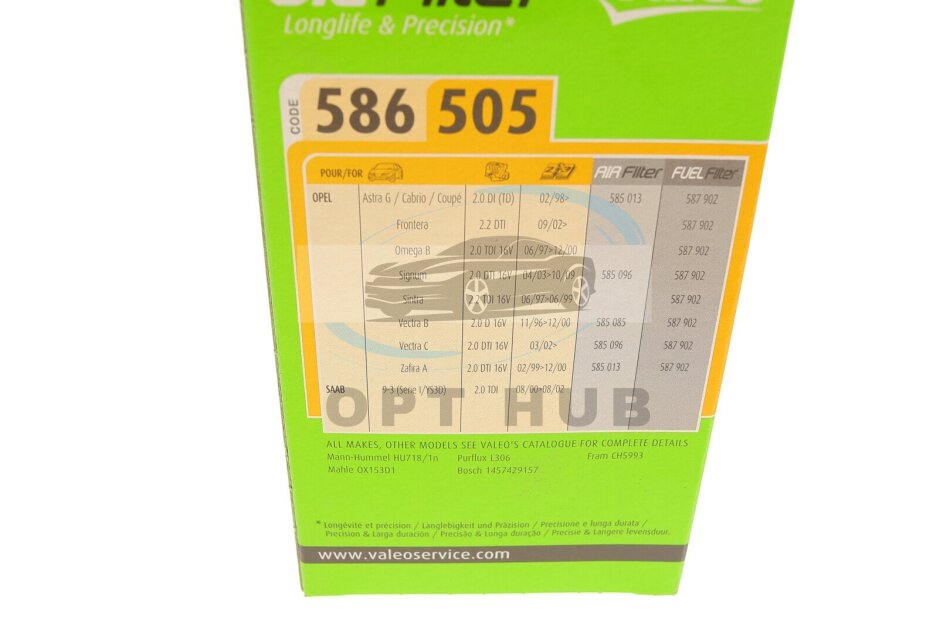 Longlife & Precision*
CODE
586 505
POUR/FOR AIR Filter FUEL Filter
OPEL Astra G / Cabrio / Coupé 2.0 DI (TD) 02/98> 585 013 587 902
Frontera 2.2 DTI 09/02> 587 902
Omega B 2.0 TDI 16V 06/97>12/00 587 902
Signum 2.0 DTI 16V 04/03>10/09 585 096 587 902
Sintra 2.2 TDI 16V 06/97>06/99 587 902
Vectra B 2.0 D 16V 11/96>12/00 585 085 587 902
Vectra C 2.0 DTI 16V 03/02> 585 096 587 902
Zafira A 2.0 DTI 16V 02/99>12/00 585 013 587 902
SAAB 9-3 (Serie I/YS3D) 2.0 TDI 08/00>08/02
OPT HUB
ALL MAKES, OTHER MODELS SEE VALEO'S CATALOGUE FOR COMPLETE DETAILS
Mann-Hummel HU718/1n Purflux L306 Fram CH5993
Mahle OX153D1 Bosch 1457429157
* Longévité et précision / Langlebigkeit und Präzision / Precisione e lunga durata /
Precisión & Larga duración / Precisão & Longa duração / Precisie & Langere levensduur.
www.valeoservice.com